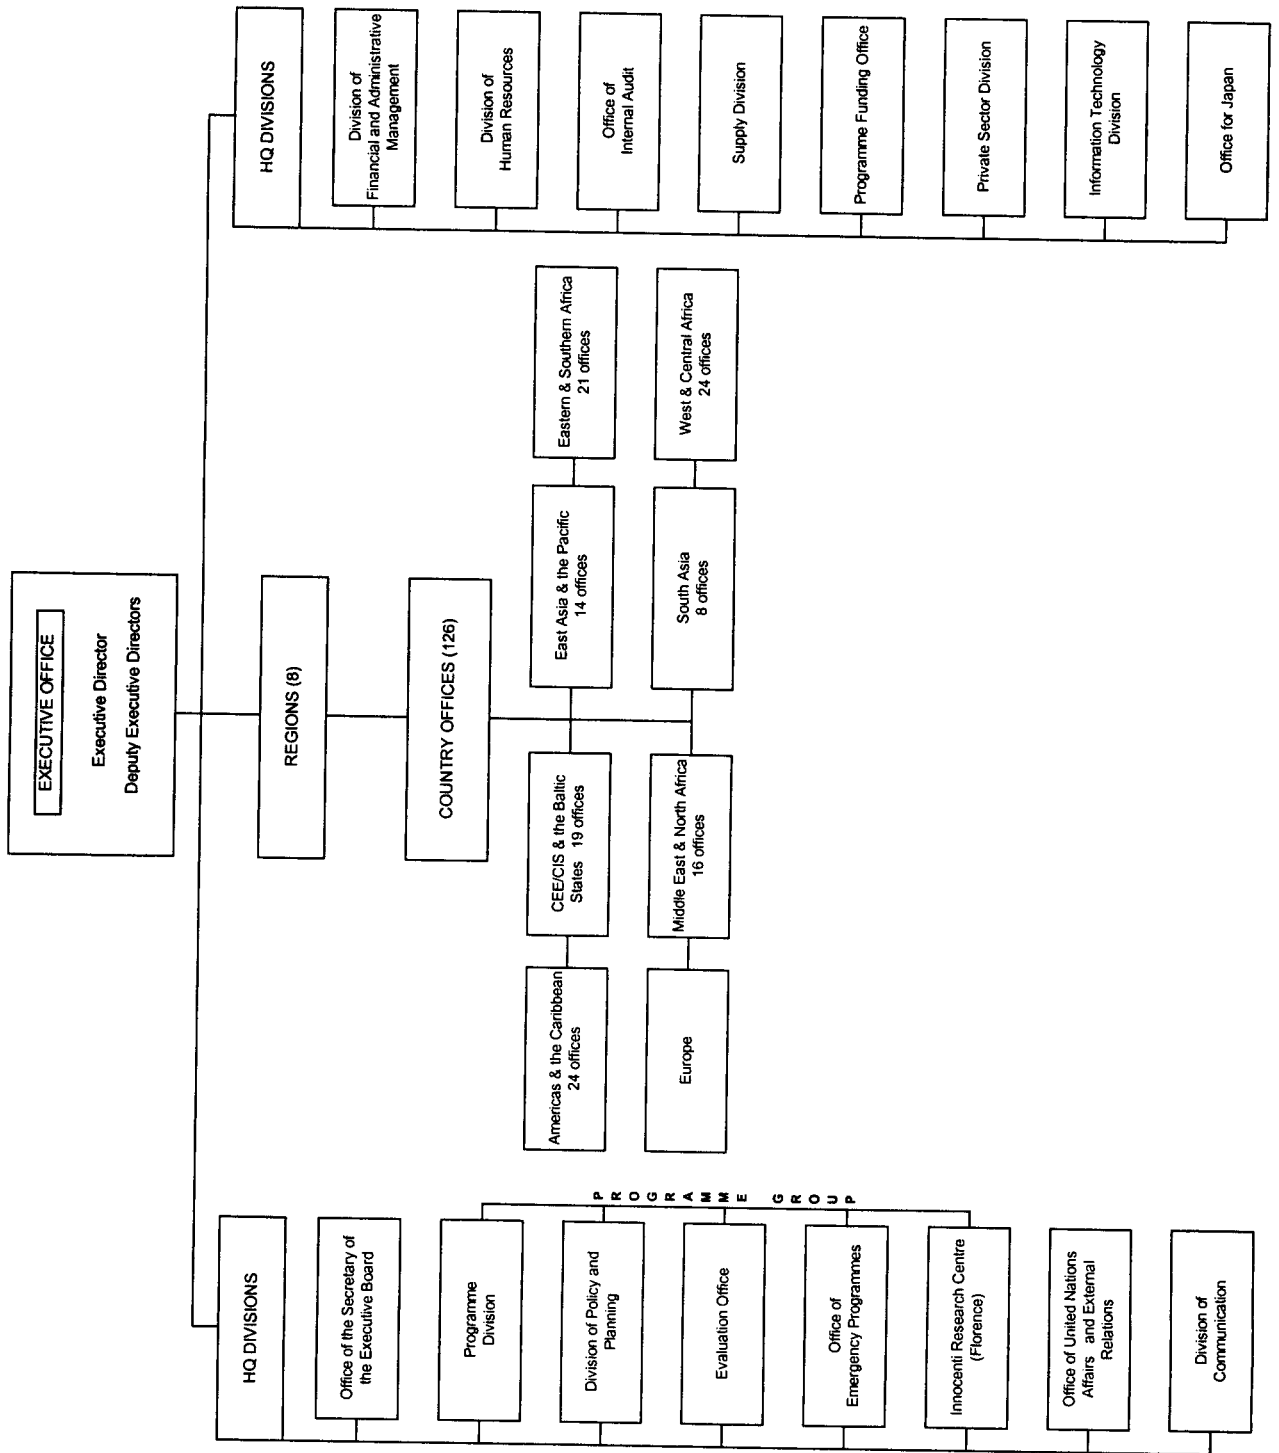 EXECUTIVE OFFICE
Executive Director
Deputy Executive Directors
HQ DIVISIONS
Office of the Secretary of
the Executive Board
Programme
Division
Division of Policy and
Planning
Evaluation Office
Office of
Emergency Programmes
Innocenti Research Centre
(Florence)
Office of United Nations
Affairs and External
Relations
Division of
Communication
PROGRAMME GROUP
REGIONS (8)
COUNTRY OFFICES (126)
Americas & the Caribbean
24 offices
CEE/CIS & the Baltic
States 19 offices
East Asia & the Pacific
14 offices
Eastern & Southern Africa
21 offices
Europe
Middle East & North Africa
16 offices
South Asia
8 offices
West & Central Africa
24 offices
HQ DIVISIONS
Division of
Financial and Administrative
Management
Division of
Human Resources
Office of
Internal Audit
Supply Division
Programme Funding Office
Private Sector Division
Information Technology
Division
Office for Japan